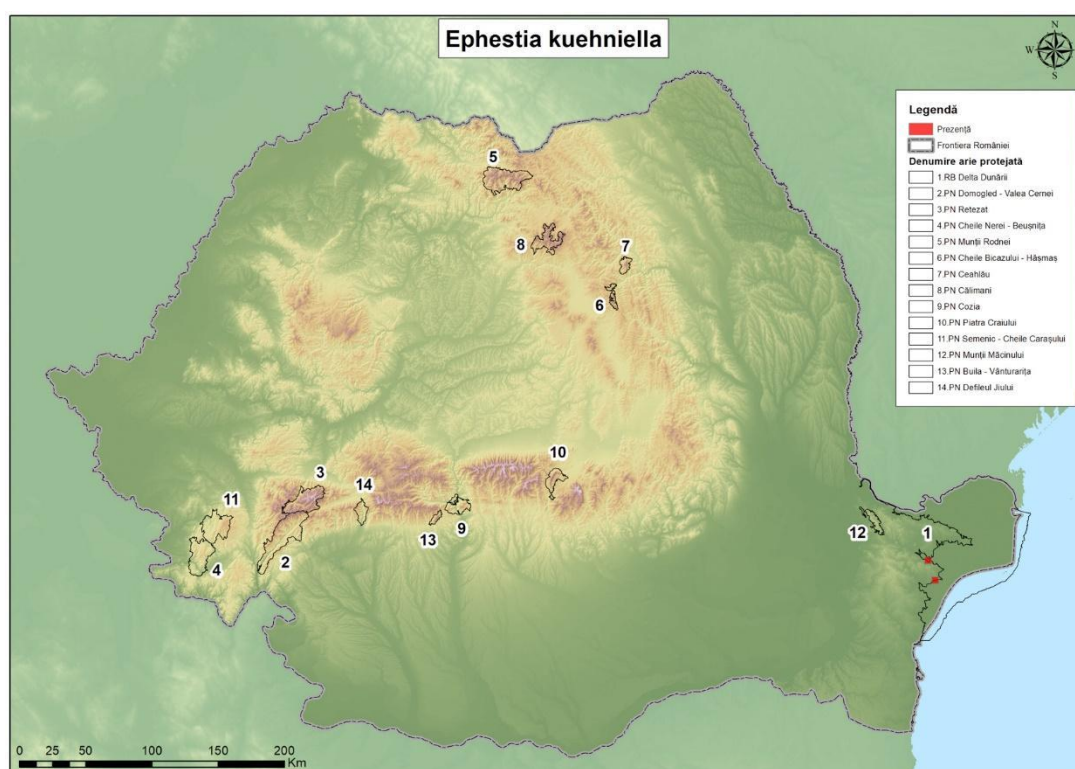 Ephestia kuehniella
N
W E
S
Legendă
Prezență
Frontiera României
Denumire arie protejată
1.RB Delta Dunării
2.PN Domogled - Valea Cernei
3.PN Retezat
4.PN Cheile Nerei - Beușnița
5.PN Munții Rodnei
6.PN Cheile Bicazului - Hășmaș
7.PN Ceahlău
8.PN Călimani
9.PN Cozia
10.PN Piatra Craiului
11.PN Semenic - Cheile Carașului
12.PN Munții Măcinului
13.PN Buila - Vânturarița
14.PN Defileul Jiului
5
8
7
6
10
3
14
11
13
9
12
1
4
2
0 25 50 100 150 200
Km